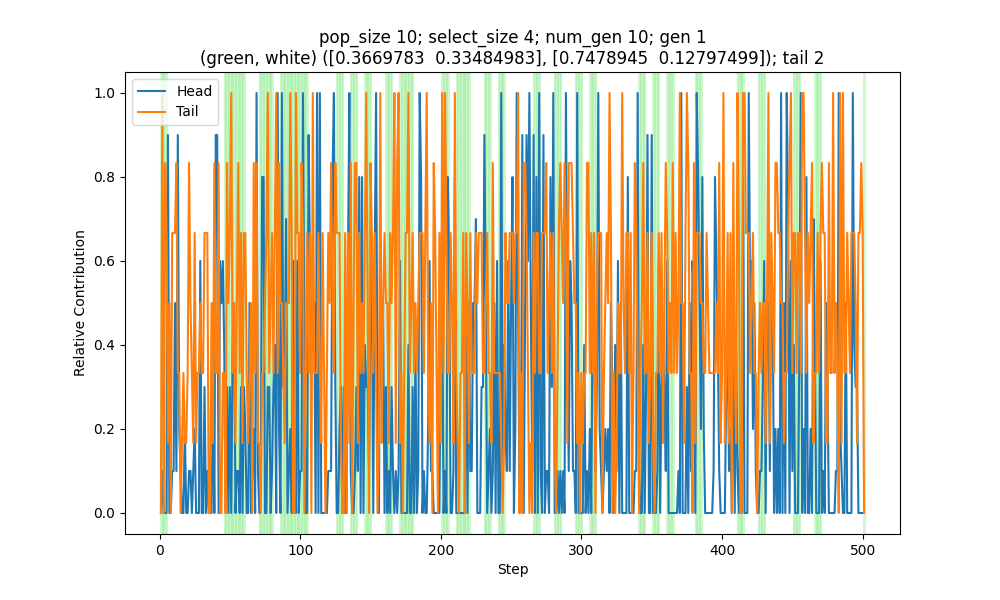 pop_size 10; select_size 4; num_gen 10; gen 1
(green, white) ([0.3669783  0.33484983], [0.7478945  0.12797499]); tail 2
Head
Tail
1.0
0.8
0.6
0.4
0.2
0.0
Relative Contribution
0
100
200
300
400
500
Step